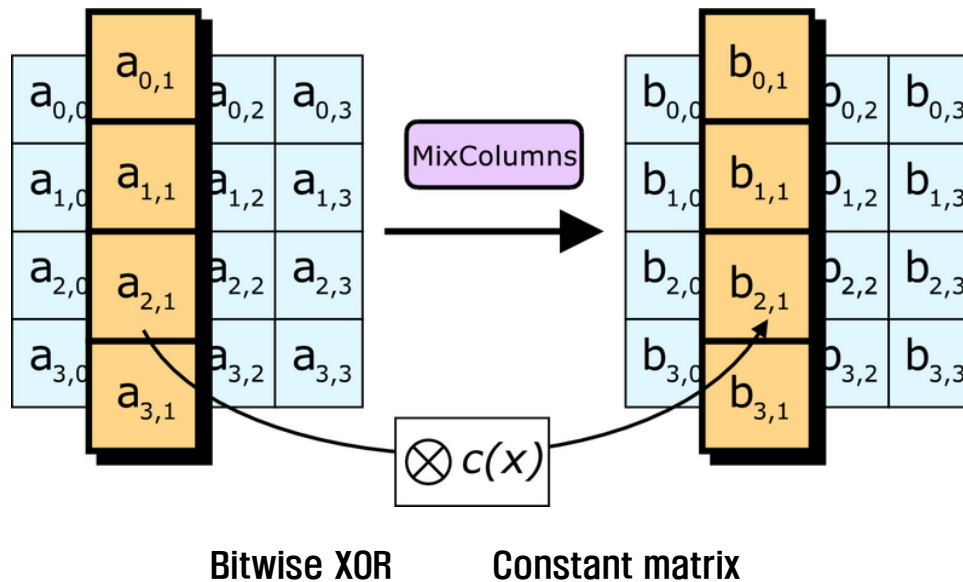 a0,0 a0,1 a0,2 a0,3
a1,0 a1,1 a1,2 a1,3
a2,0 a2,1 a2,2 a2,3
a3,0 a3,1 a3,2 a3,3
MixColumns
b0,0 b0,1 b0,2 b0,3
b1,0 b1,1 b1,2 b1,3
b2,0 b2,1 b2,2 b2,3
b3,0 b3,1 b3,2 b3,3
⊗ c(x)
Bitwise XOR Constant matrix